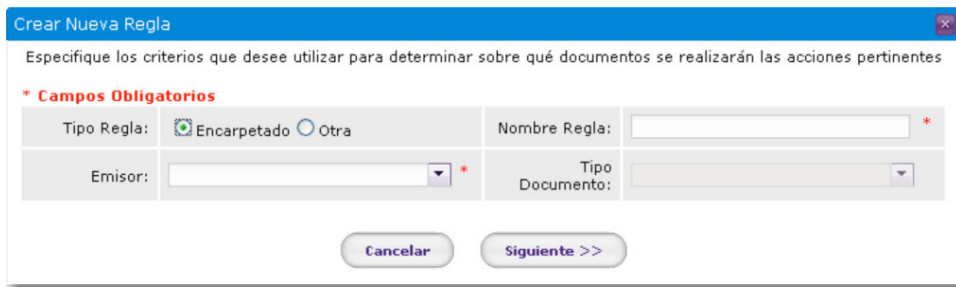 Crear Nueva Regla
Especifique los criterios que desee utilizar para determinar sobre qué documentos se realizarán las acciones pertinentes
* Campos Obligatorios
Tipo Regla: Encarpetado Otra Nombre Regla: *
Emisor: * Tipo
Documento:
Cancelar Siguiente >>